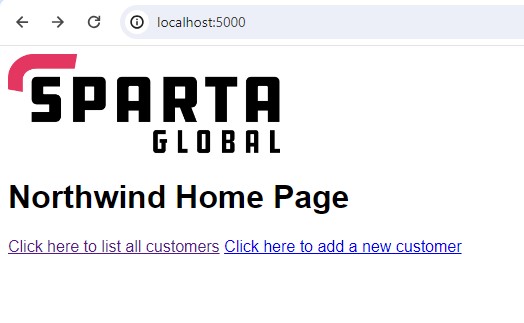 localhost:5000
SPARTA
GLOBAL
Northwind Home Page
Click here to list all customers Click here to add a new customer